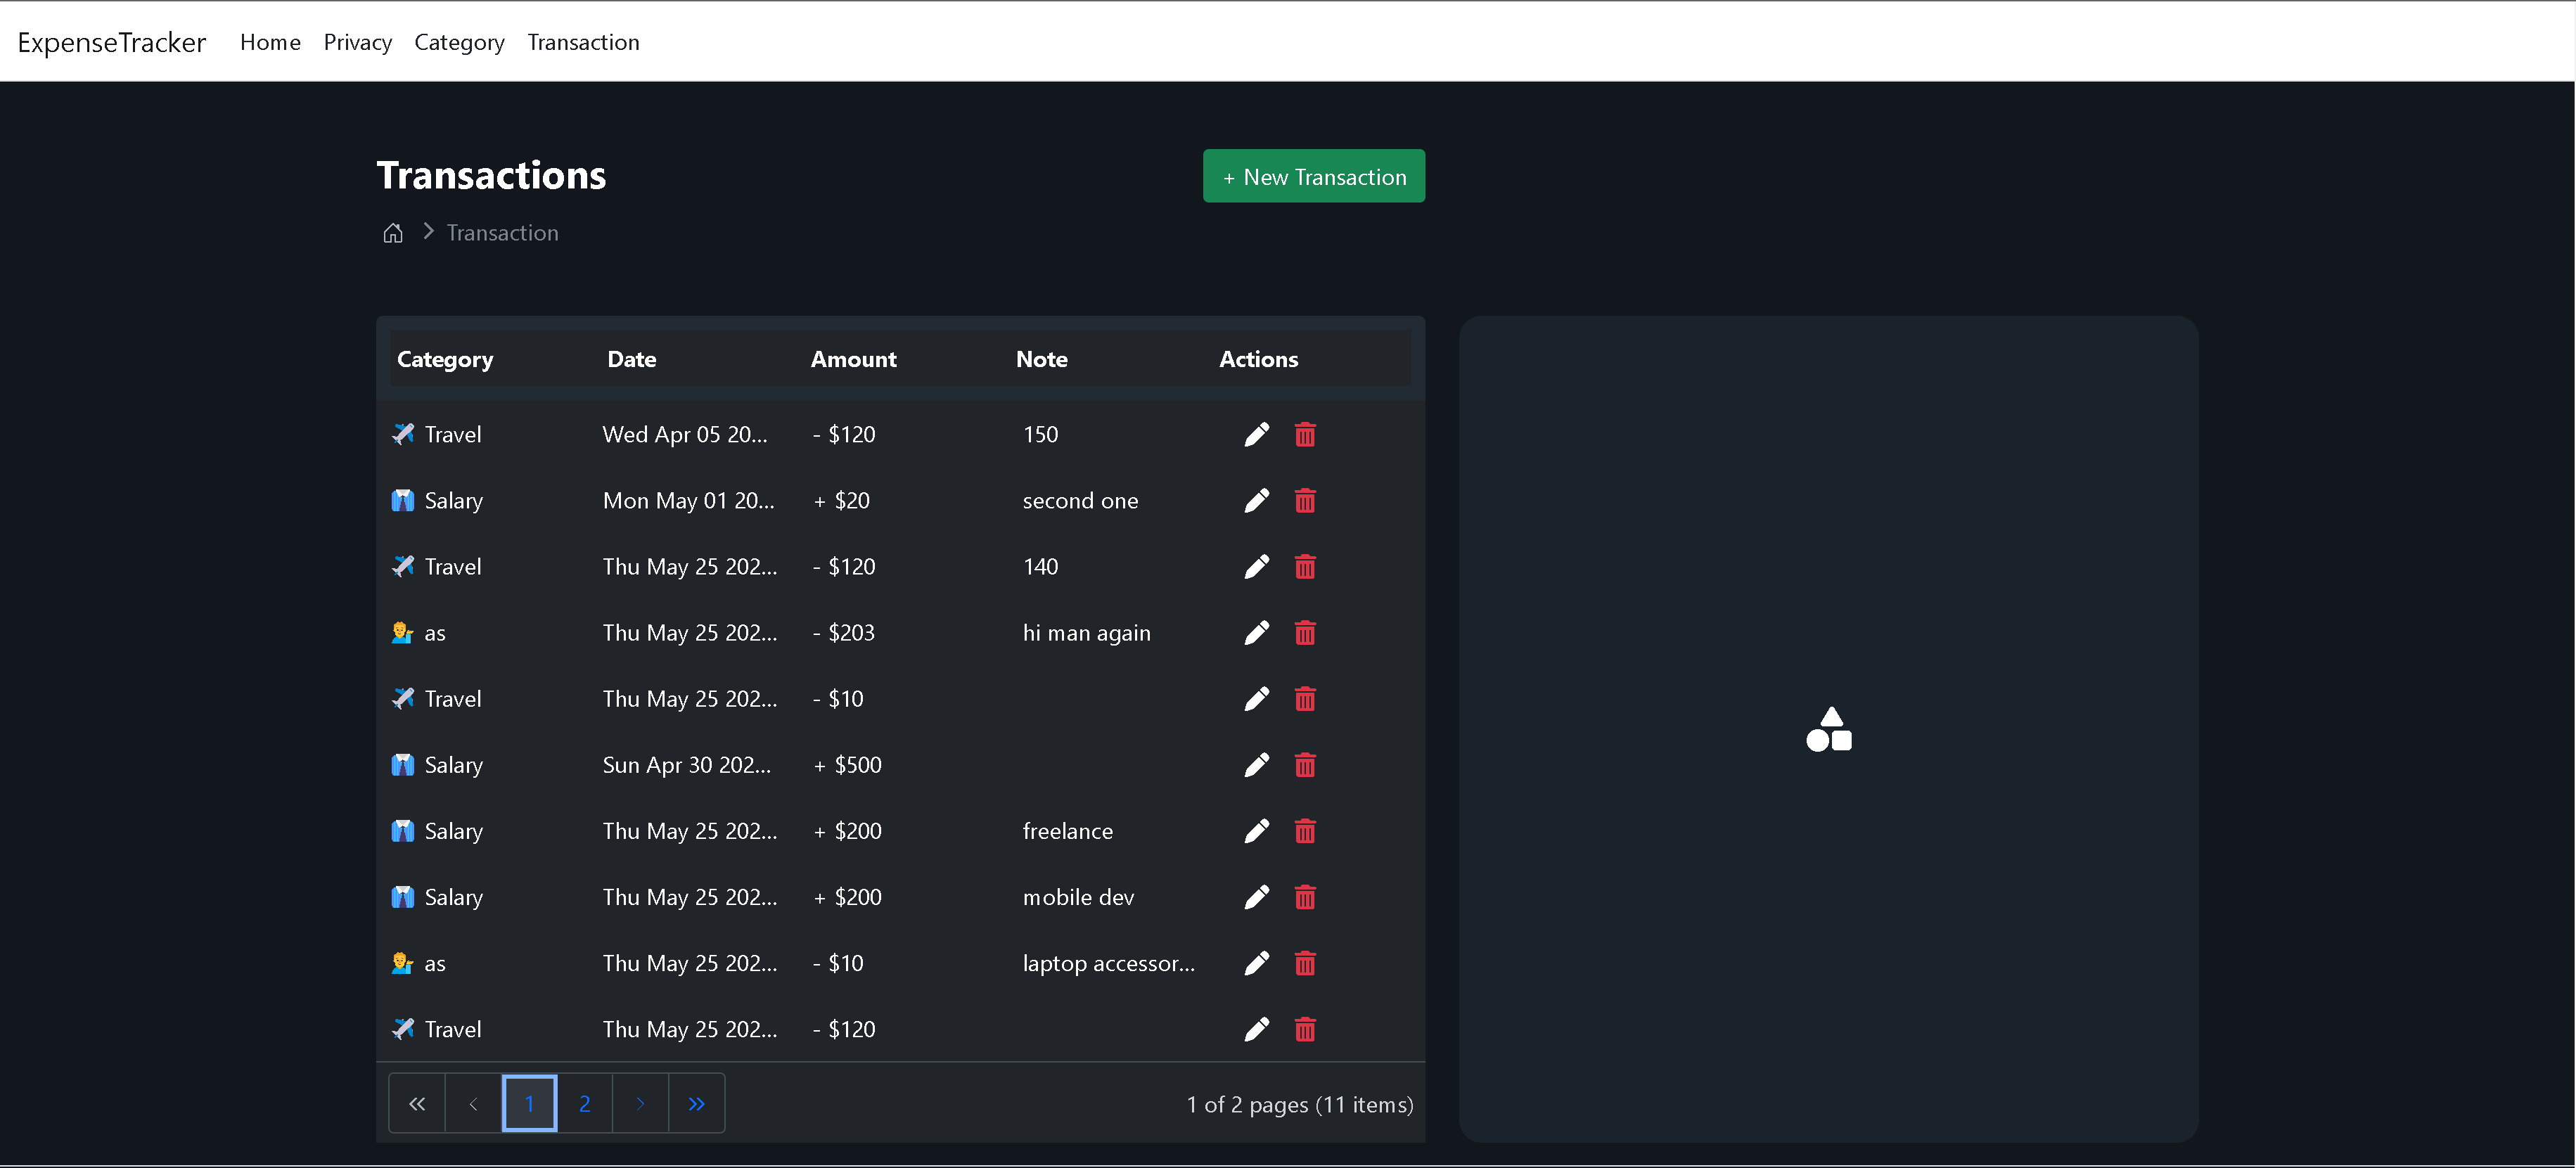 ExpenseTracker Home Privacy Category Transaction
Transactions
+ New Transaction
Transaction
Category Date Amount Note Actions
Travel Wed Apr 05 20... - $120 150
Salary Mon May 01 20... + $20 second one
Travel Thu May 25 202... - $120 140
as Thu May 25 202... - $203 hi man again
Travel Thu May 25 202... - $10
Salary Sun Apr 30 202... + $500
Salary Thu May 25 202... + $200 freelance
Salary Thu May 25 202... + $200 mobile dev
as Thu May 25 202... - $10 laptop accessor...
Travel Thu May 25 202... - $120
1 2 1 of 2 pages (11 items)